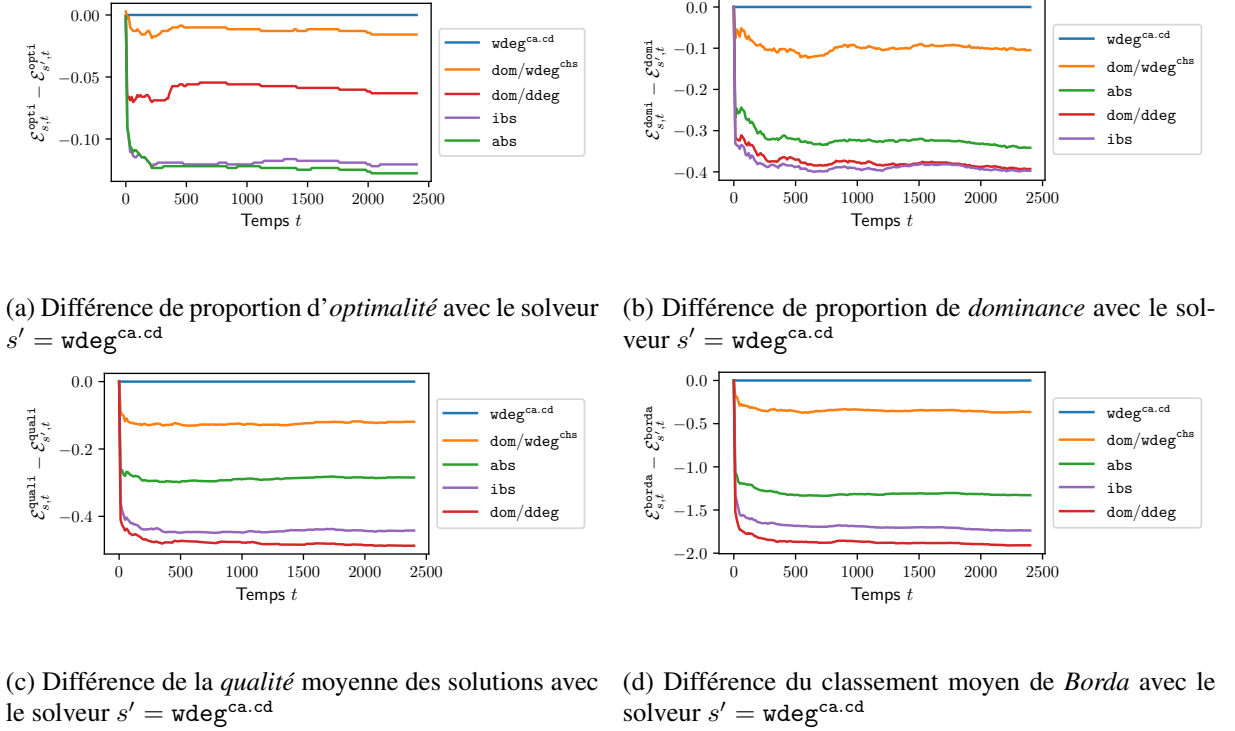 0.00
−0.05
−0.10
0 500 1000 1500 2000 2500
Temps t
ℰ^opti_{s,t} − ℰ^opti_{s′,t}
wdeg^ca.cd
dom/wdeg^chs
dom/ddeg
ibs
abs
0.0
−0.1
−0.2
−0.3
−0.4
0 500 1000 1500 2000 2500
Temps t
ℰ^domi_{s,t} − ℰ^domi_{s′,t}
wdeg^ca.cd
dom/wdeg^chs
abs
dom/ddeg
ibs
(a) Différence de proportion d'optimalité avec le solveur
s′ = wdeg^ca.cd
(b) Différence de proportion de dominance avec le sol-
veur s′ = wdeg^ca.cd
0.0
−0.2
−0.4
0 500 1000 1500 2000 2500
Temps t
ℰ^quali_{s,t} − ℰ^quali_{s′,t}
wdeg^ca.cd
dom/wdeg^chs
abs
ibs
dom/ddeg
0.0
−0.5
−1.0
−1.5
−2.0
0 500 1000 1500 2000 2500
Temps t
ℰ^borda_{s,t} − ℰ^borda_{s′,t}
wdeg^ca.cd
dom/wdeg^chs
abs
ibs
dom/ddeg
(c) Différence de la qualité moyenne des solutions avec
le solveur s′ = wdeg^ca.cd
(d) Différence du classement moyen de Borda avec le
solveur s′ = wdeg^ca.cd